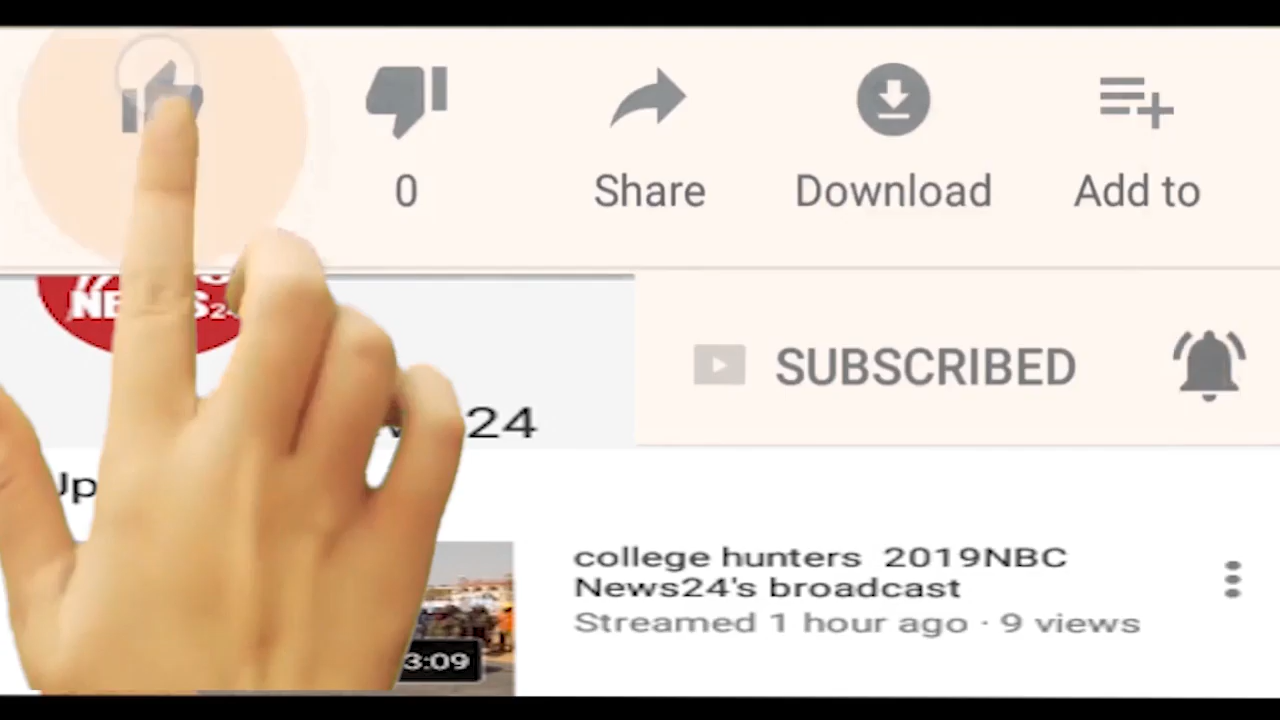 0
Share
Download
Add to
SUBSCRIBED
24
college hunters 2019NBC
News24's broadcast
Streamed 1 hour ago · 9 views
3:09